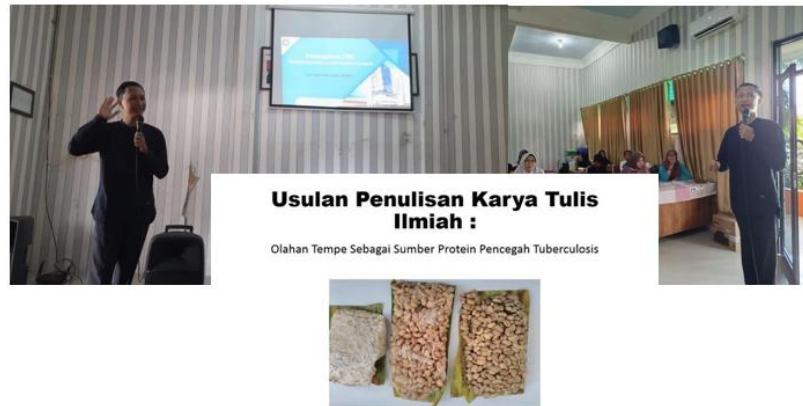 Usulan Penulisan Karya Tulis
Ilmiah :
Olahan Tempe Sebagai Sumber Protein Pencegah Tuberculosis